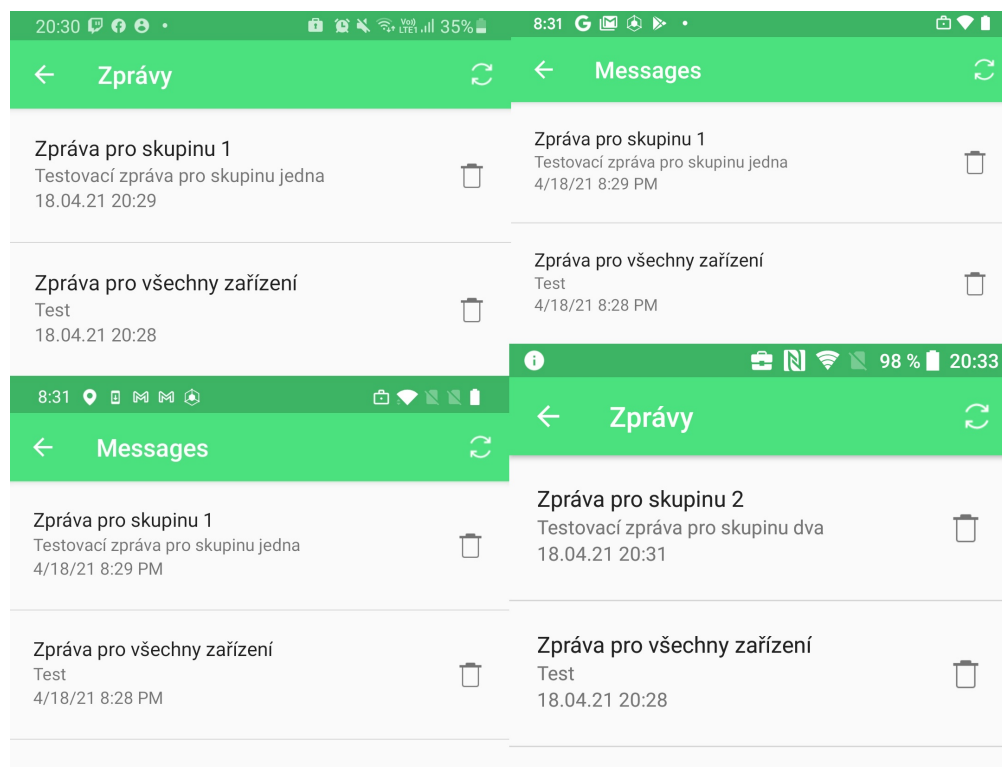 20:30 35%
Zprávy
Zpráva pro skupinu 1
Testovací zpráva pro skupinu jedna
18.04.21 20:29
Zpráva pro všechny zařízení
Test
18.04.21 20:28
8:31
Messages
Zpráva pro skupinu 1
Testovací zpráva pro skupinu jedna
4/18/21 8:29 PM
Zpráva pro všechny zařízení
Test
4/18/21 8:28 PM
8:31
Messages
Zpráva pro skupinu 1
Testovací zpráva pro skupinu jedna
4/18/21 8:29 PM
Zpráva pro všechny zařízení
Test
4/18/21 8:28 PM
98 % 20:33
Zprávy
Zpráva pro skupinu 2
Testovací zpráva pro skupinu dva
18.04.21 20:31
Zpráva pro všechny zařízení
Test
18.04.21 20:28